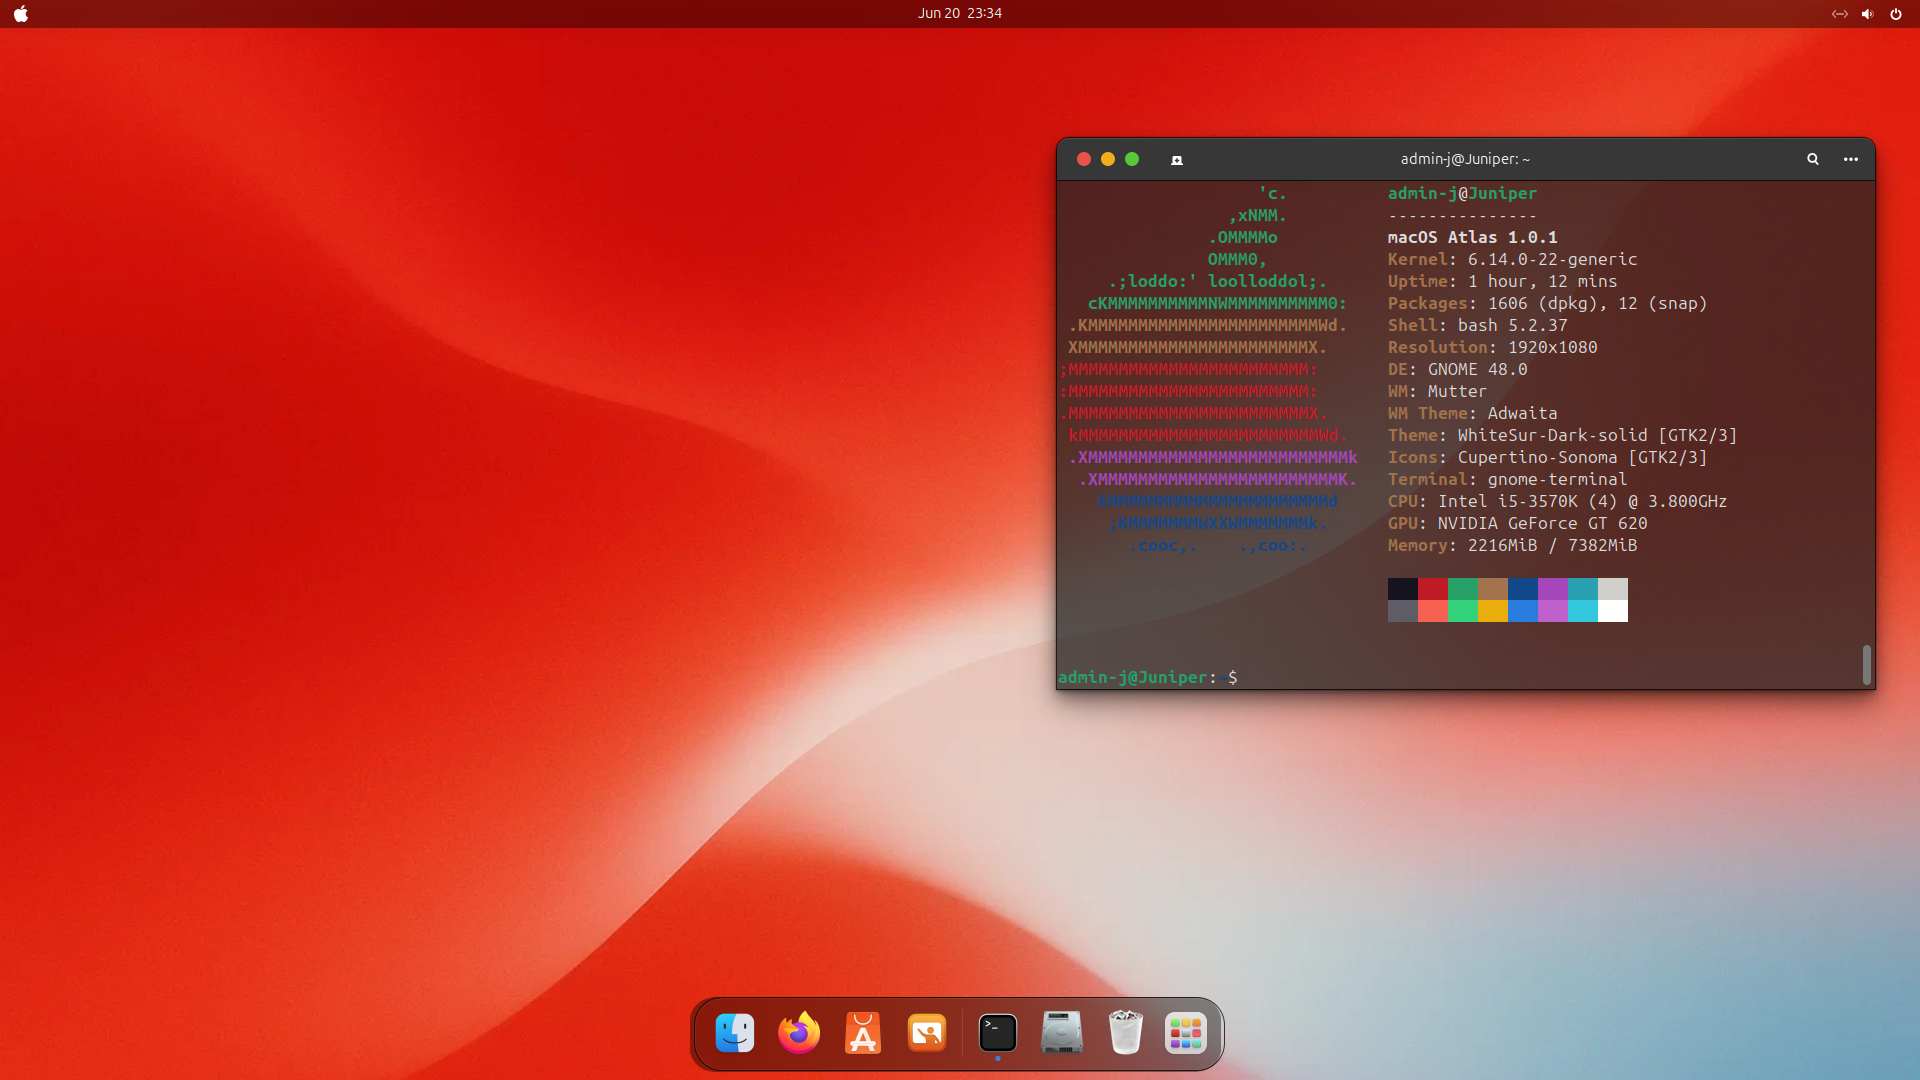 Jun 20 23:34
admin-j@Juniper: ~
'c.
,xNMM.
.OMMMMo
OMMM0,
.;loddo:' loolloddol;.
cKMMMMMMMMMMNWMMMMMMMMMM0:
.KMMMMMMMMMMMMMMMMMMMMMMMWd.
XMMMMMMMMMMMMMMMMMMMMMMMX.
;MMMMMMMMMMMMMMMMMMMMMMMM:
:MMMMMMMMMMMMMMMMMMMMMMMM:
.MMMMMMMMMMMMMMMMMMMMMMMMX.
kMMMMMMMMMMMMMMMMMMMMMMMMWd.
.XMMMMMMMMMMMMMMMMMMMMMMMMMMk
.XMMMMMMMMMMMMMMMMMMMMMMMMK.
kMMMMMMMMMMMMMMMMMMMMMMd
;KMMMMMMMWXXWMMMMMMMk.
.cooc,.    .,coo:.
admin-j@Juniper
---------------
macOS Atlas 1.0.1
Kernel: 6.14.0-22-generic
Uptime: 1 hour, 12 mins
Packages: 1606 (dpkg), 12 (snap)
Shell: bash 5.2.37
Resolution: 1920x1080
DE: GNOME 48.0
WM: Mutter
WM Theme: Adwaita
Theme: WhiteSur-Dark-solid [GTK2/3]
Icons: Cupertino-Sonoma [GTK2/3]
Terminal: gnome-terminal
CPU: Intel i5-3570K (4) @ 3.800GHz
GPU: NVIDIA GeForce GT 620
Memory: 2216MiB / 7382MiB
admin-j@Juniper:~$
>_